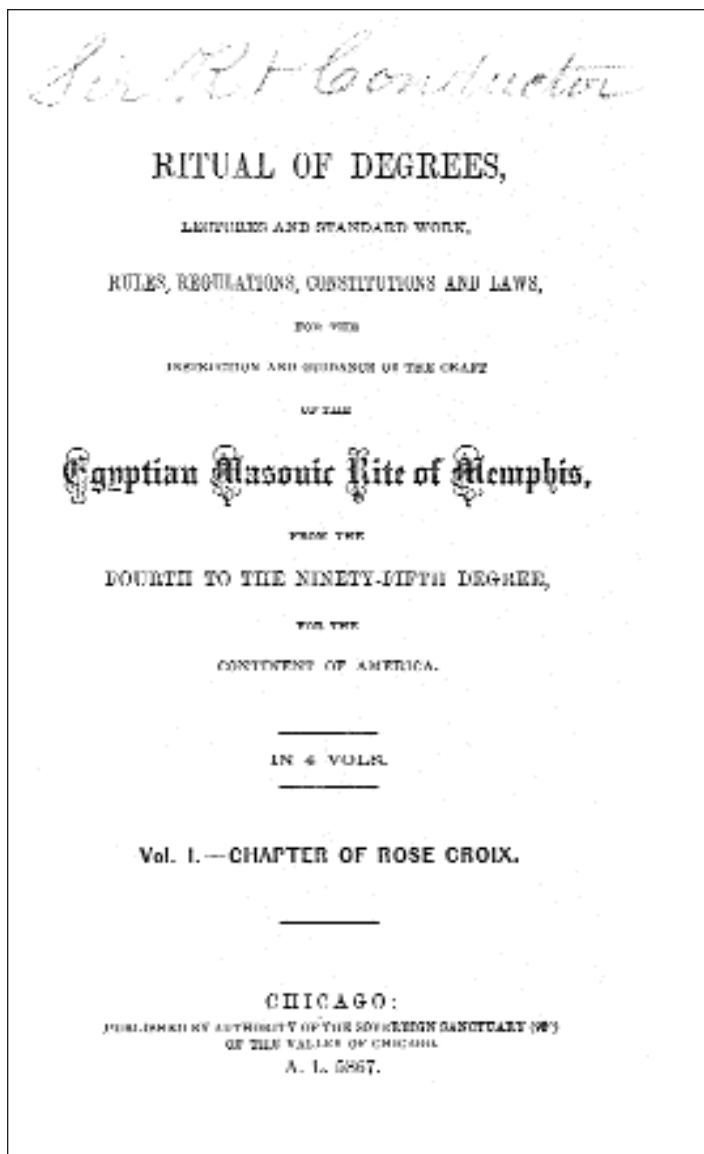 Sir Kt Conductor
RITUAL OF DEGREES,
LECTURES AND STANDARD WORK,
RULES, REGULATIONS, CONSTITUTIONS AND LAWS,
FOR THE
INSTRUCTION AND GUIDANCE OF THE CRAFT
OF THE
Egyptian Masonic Rite of Memphis,
FROM THE
FOURTH TO THE NINETY-FIFTH DEGREE,
FOR THE
CONTINENT OF AMERICA.
IN 4 VOLS.
Vol. I.—CHAPTER OF ROSE CROIX.
CHICAGO:
PUBLISHED BY AUTHORITY OF THE SOVEREIGN SANCTUARY
OF THE VALLEY OF CHICAGO.
A. L. 5867.